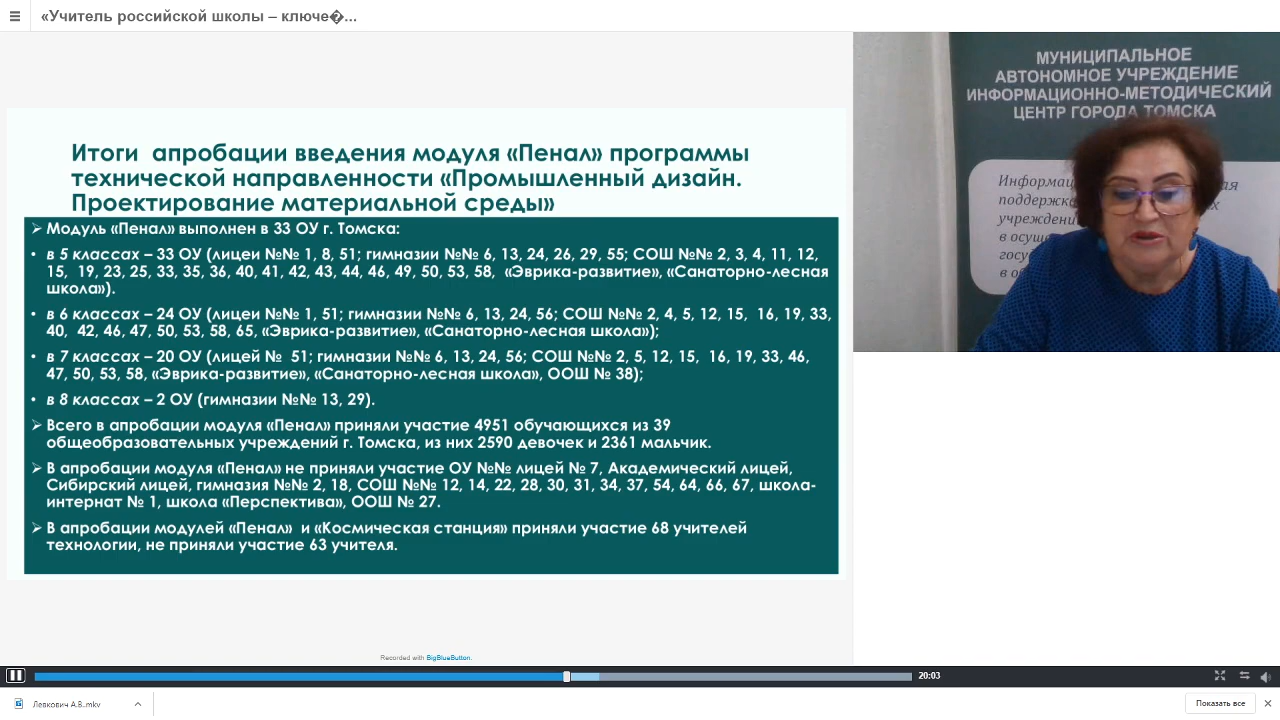 «Учитель российской школы – ключе�...
МУНИЦИПАЛЬНОЕ
АВТОНОМНОЕ УЧРЕЖДЕНИЕ
ИНФОРМАЦИОННО-МЕТОДИЧЕСКИЙ
ЦЕНТР ГОРОДА ТОМСКА
поддержка
учреждени
в осуще
госу
в о
Итоги  апробации введения модуля «Пенал» программы
технической направленности «Промышленный дизайн.
Проектирование материальной среды»
➢ Модуль «Пенал» выполнен в 33 ОУ г. Томска:
• в 5 классах – 33 ОУ (лицеи №№ 1, 8, 51; гимназии №№ 6, 13, 24, 26, 29, 55; СОШ №№ 2, 3, 4, 11, 12,
15,  19, 23, 25, 33, 35, 36, 40, 41, 42, 43, 44, 46, 49, 50, 53, 58,  «Эврика-развитие», «Санаторно-лесная
школа»).
• в 6 классах – 24 ОУ (лицеи №№ 1, 51; гимназии №№ 6, 13, 24, 56; СОШ №№ 2, 4, 5, 12, 15,  16, 19, 33,
40,  42, 46, 47, 50, 53, 58, 65, «Эврика-развитие», «Санаторно-лесная школа»);
• в 7 классах – 20 ОУ (лицей №  51; гимназии №№ 6, 13, 24, 56; СОШ №№ 2, 5, 12, 15,  16, 19, 33, 46,
47, 50, 53, 58, «Эврика-развитие», «Санаторно-лесная школа», ООШ № 38);
• в 8 классах – 2 ОУ (гимназии №№ 13, 29).
➢ Всего в апробации модуля «Пенал» приняли участие 4951 обучающихся из 39
общеобразовательных учреждений г. Томска, из них 2590 девочек и 2361 мальчик.
➢ В апробации модуля «Пенал» не приняли участие ОУ №№ лицей № 7, Академический лицей,
Сибирский лицей, гимназия №№ 2, 18, СОШ №№ 12, 14, 22, 28, 30, 31, 34, 37, 54, 64, 66, 67, школа-
интернат № 1, школа «Перспектива», ООШ № 27.
➢ В апробации модулей «Пенал»  и «Космическая станция» приняли участие 68 учителей
технологии, не приняли участие 63 учителя.
Recorded with BigBlueButton.
20:03
Левкович А.В..mkv
Показать все